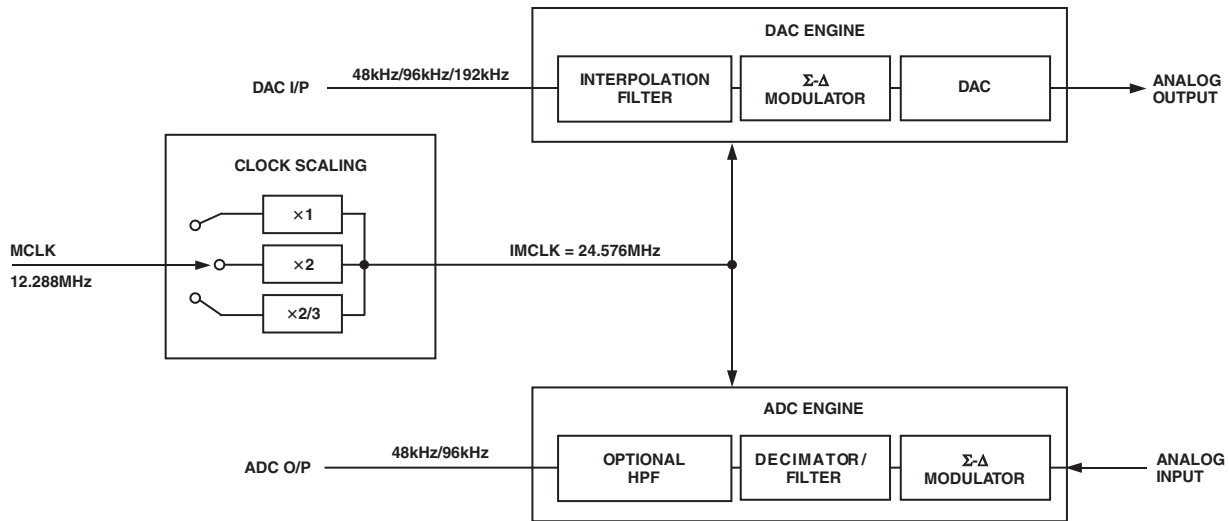 DAC ENGINE
DAC I/P
48kHz/96kHz/192kHz
INTERPOLATION
FILTER
Σ-Δ
MODULATOR
DAC
ANALOG
OUTPUT
CLOCK SCALING
×1
MCLK
12.288MHz
×2
IMCLK = 24.576MHz
×2/3
ADC ENGINE
ADC O/P
48kHz/96kHz
OPTIONAL
HPF
DECIMATOR/
FILTER
Σ-Δ
MODULATOR
ANALOG
INPUT